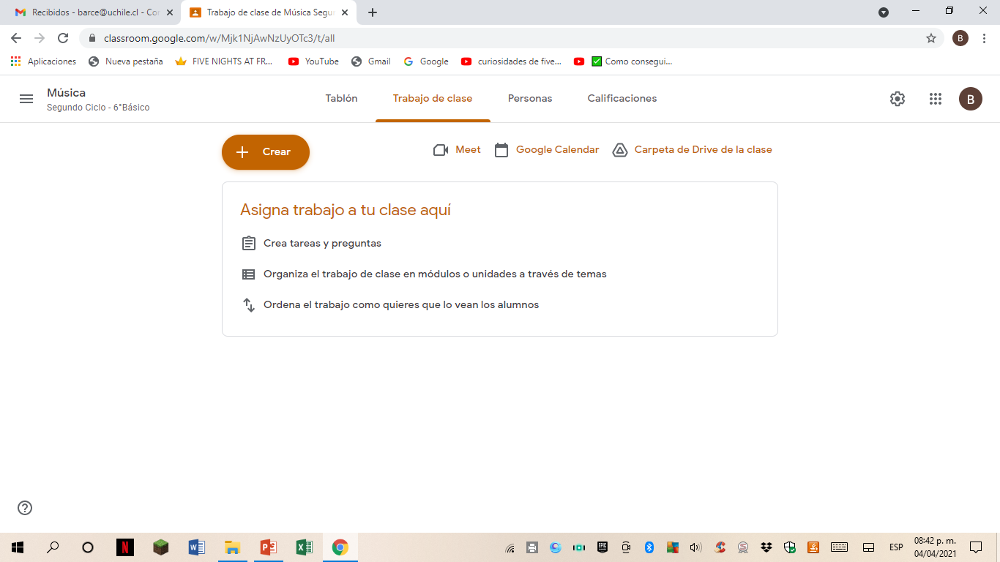 Recibidos - barce@uchile.cl - Cor
Trabajo de clase de Música Segu
classroom.google.com/w/Mjk1NjAwNzUyOTc3/t/all
B
Aplicaciones
Nueva pestaña
FIVE NIGHTS AT FR...
YouTube
Gmail
Google
curiosidades de five...
Como consegui...
Música
Segundo Ciclo - 6°Básico
Tablón
Trabajo de clase
Personas
Calificaciones
B
Crear
Meet
Google Calendar
Carpeta de Drive de la clase
Asigna trabajo a tu clase aquí
Crea tareas y preguntas
Organiza el trabajo de clase en módulos o unidades a través de temas
Ordena el trabajo como quieres que lo vean los alumnos
ESP
08:42 p. m.
04/04/2021